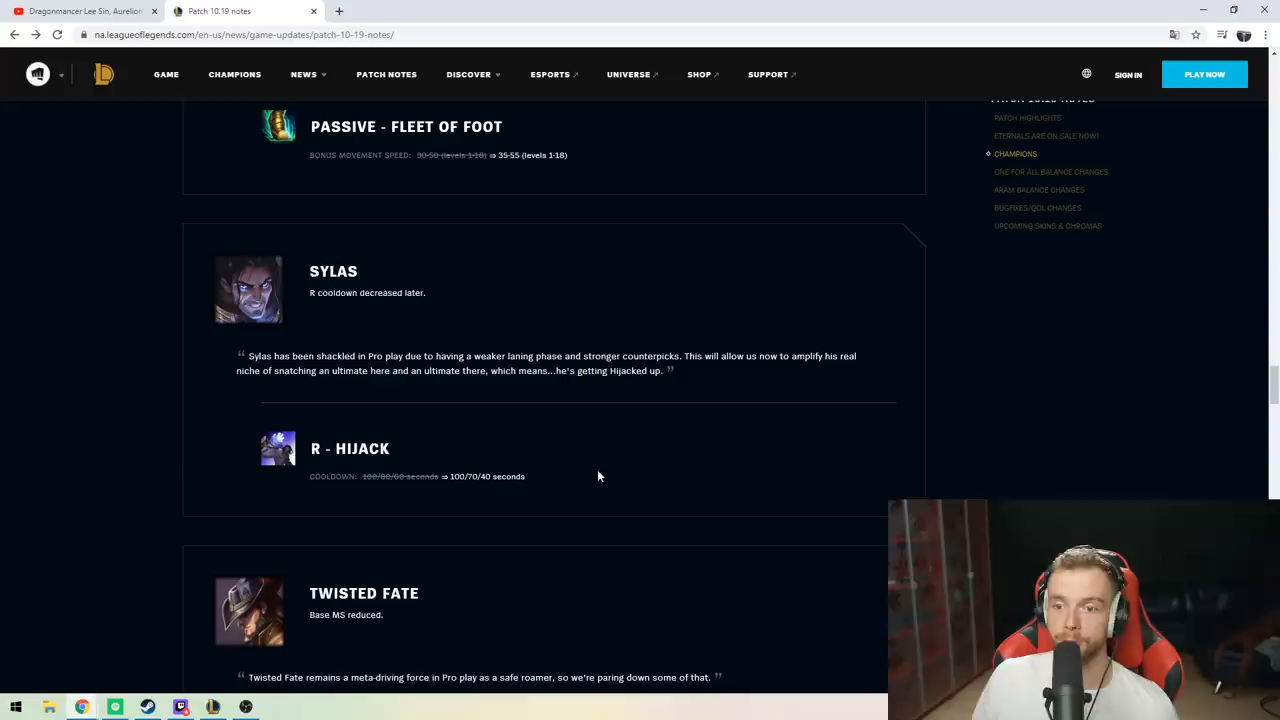 Dragonmancer Lee Sin, Aurelion
Patch 10.19 notes
na.leagueoflegends.com/en-us/news/game-updates/patch-10-19-notes/
GAME
CHAMPIONS
NEWS
PATCH NOTES
DISCOVER
ESPORTS
UNIVERSE
SHOP
SUPPORT
SIGN IN
PLAY NOW
PATCH 10.19 NOTES
PATCH HIGHLIGHTS
ETERNALS ARE ON SALE NOW!
CHAMPIONS
ONE FOR ALL BALANCE CHANGES
ARAM BALANCE CHANGES
BUGFIXES/QOL CHANGES
UPCOMING SKINS & CHROMAS
PASSIVE - FLEET OF FOOT
BONUS MOVEMENT SPEED: 30-50 (levels 1-18) ⇒ 35-55 (levels 1-18)
SYLAS
R cooldown decreased later.
“ Sylas has been shackled in Pro play due to having a weaker laning phase and stronger counterpicks. This will allow us now to amplify his real
niche of snatching an ultimate here and an ultimate there, which means...he's getting Hijacked up. ”
R - HIJACK
COOLDOWN: 100/80/60 seconds ⇒ 100/70/40 seconds
TWISTED FATE
Base MS reduced.
“ Twisted Fate remains a meta-driving force in Pro play as a safe roamer, so we're paring down some of that. ”